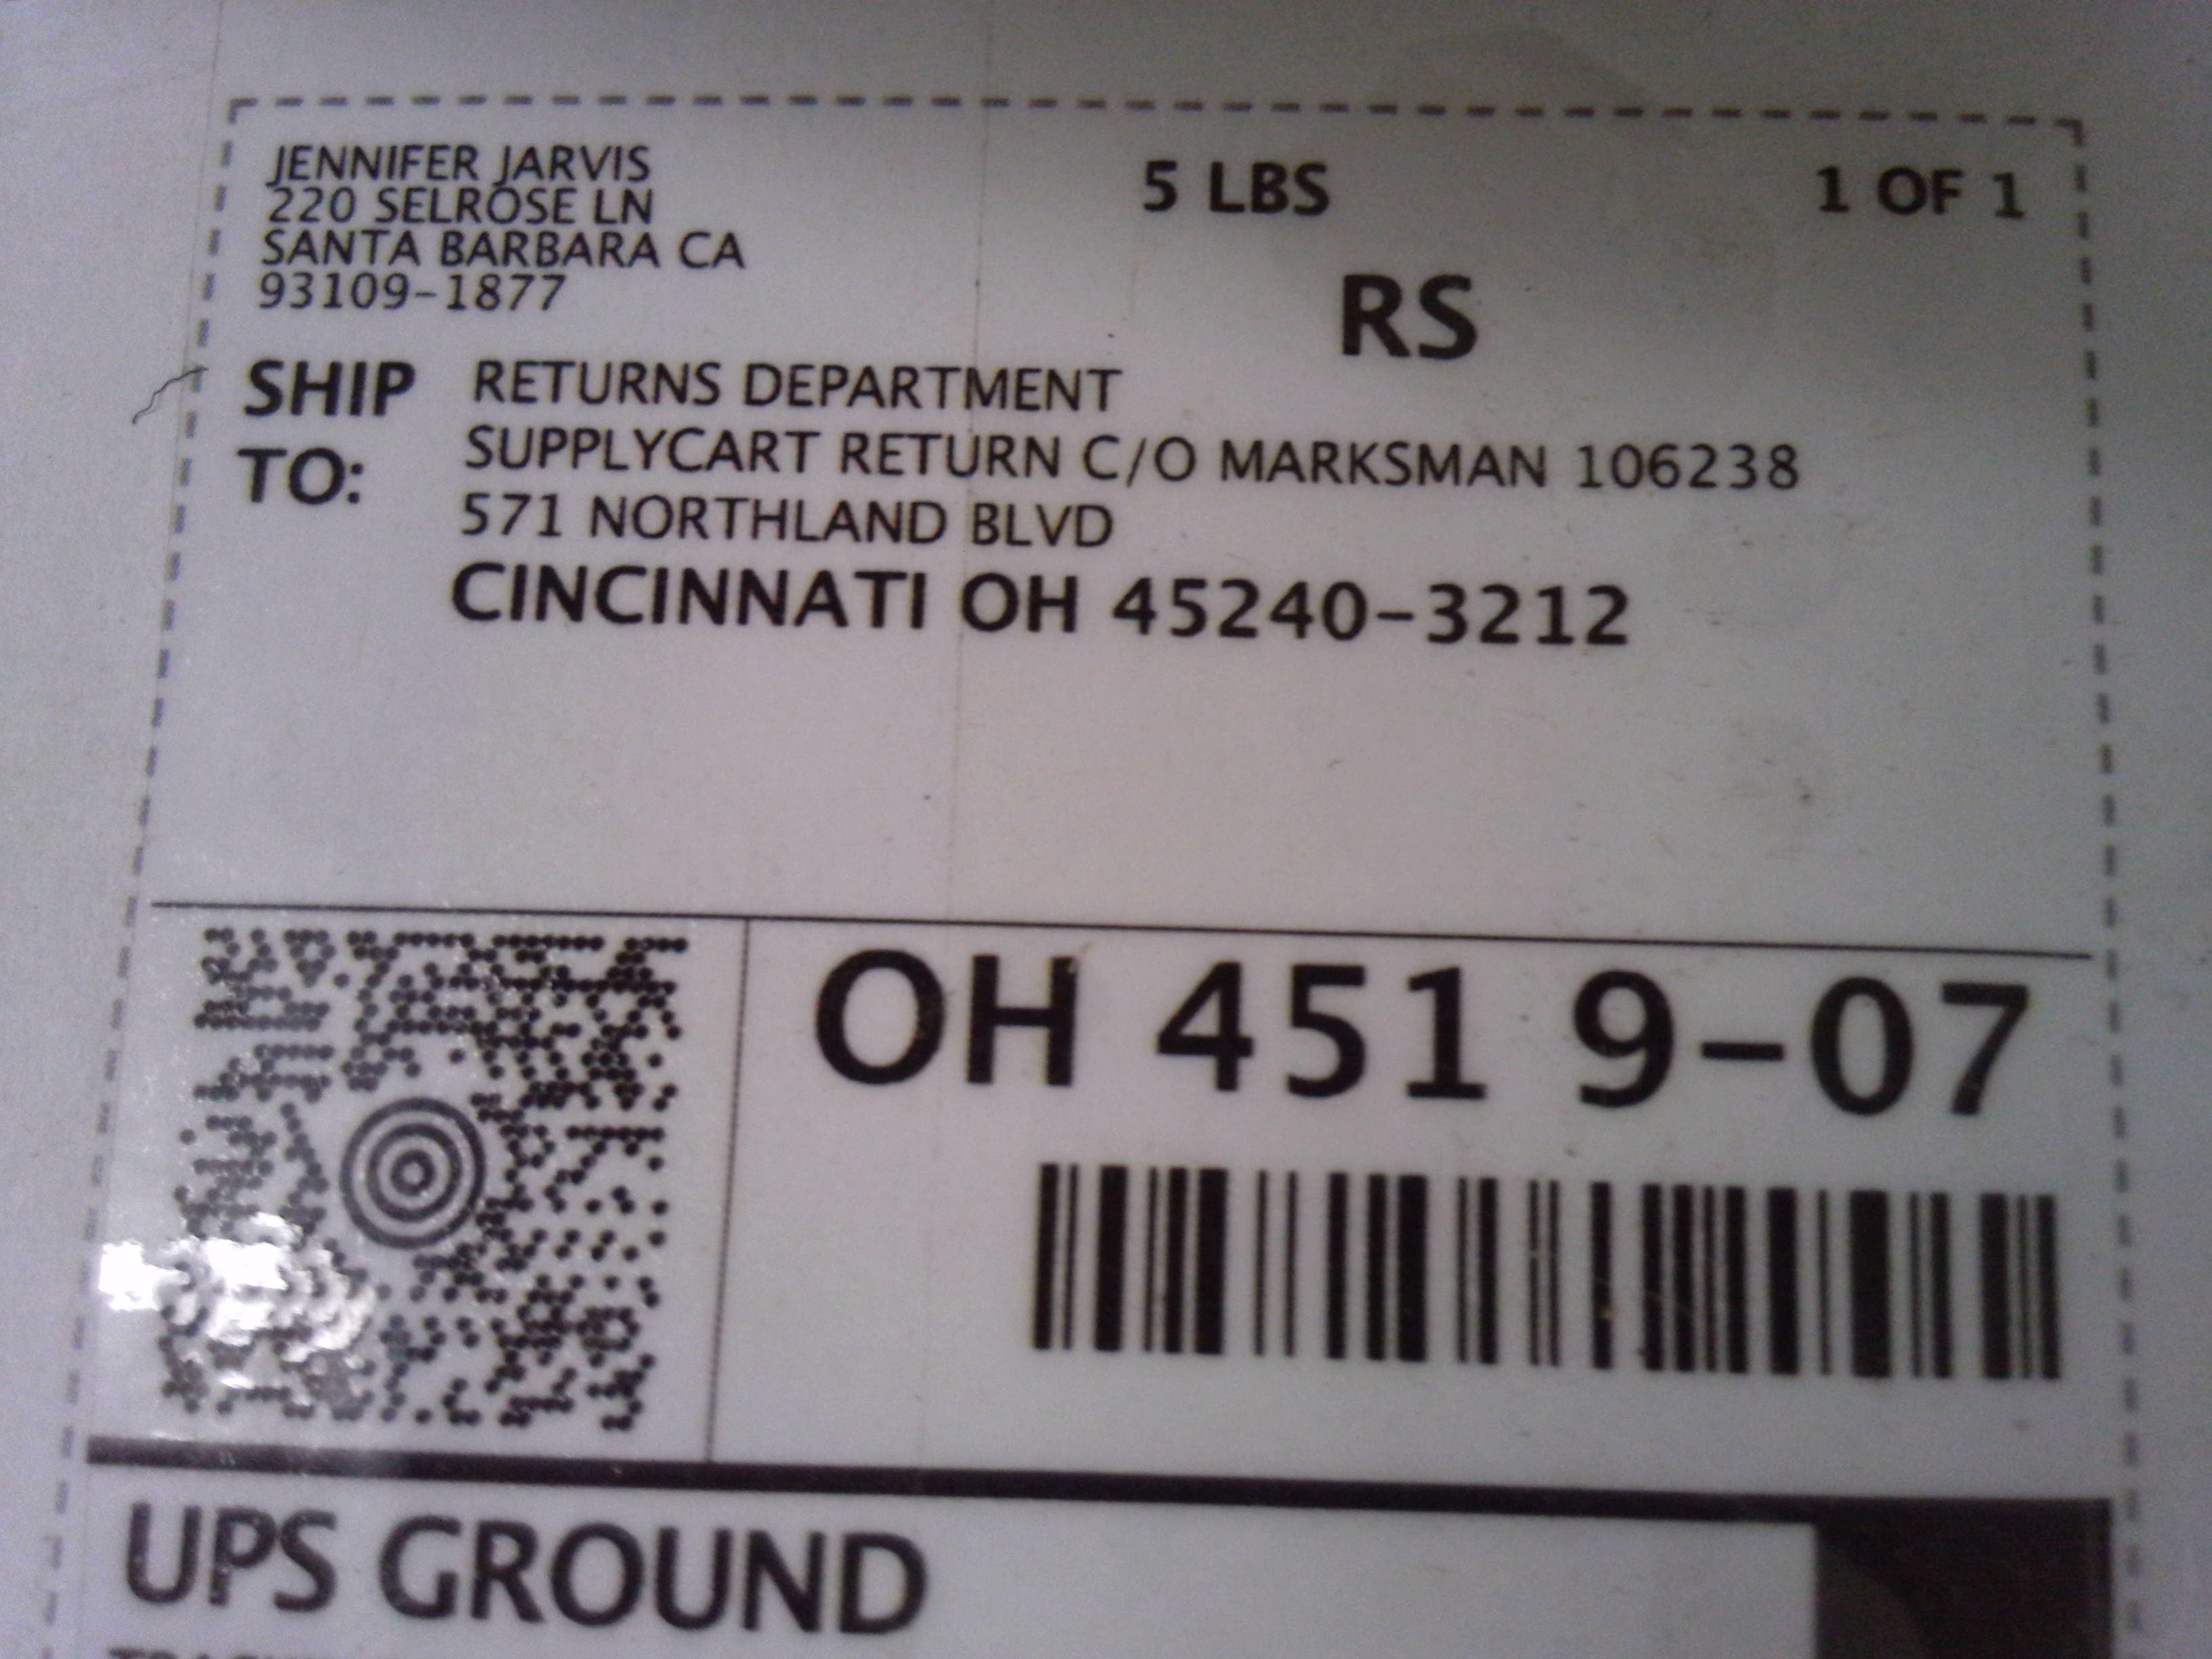 JENNIFER JARVIS
220 SELROSE LN
SANTA BARBARA CA
93109-1877
5 LBS
1 OF 1
RS
SHIP TO:
RETURNS DEPARTMENT
SUPPLYCART RETURN C/O MARKSMAN 106238
571 NORTHLAND BLVD
CINCINNATI OH 45240-3212
OH 451 9-07
UPS GROUND